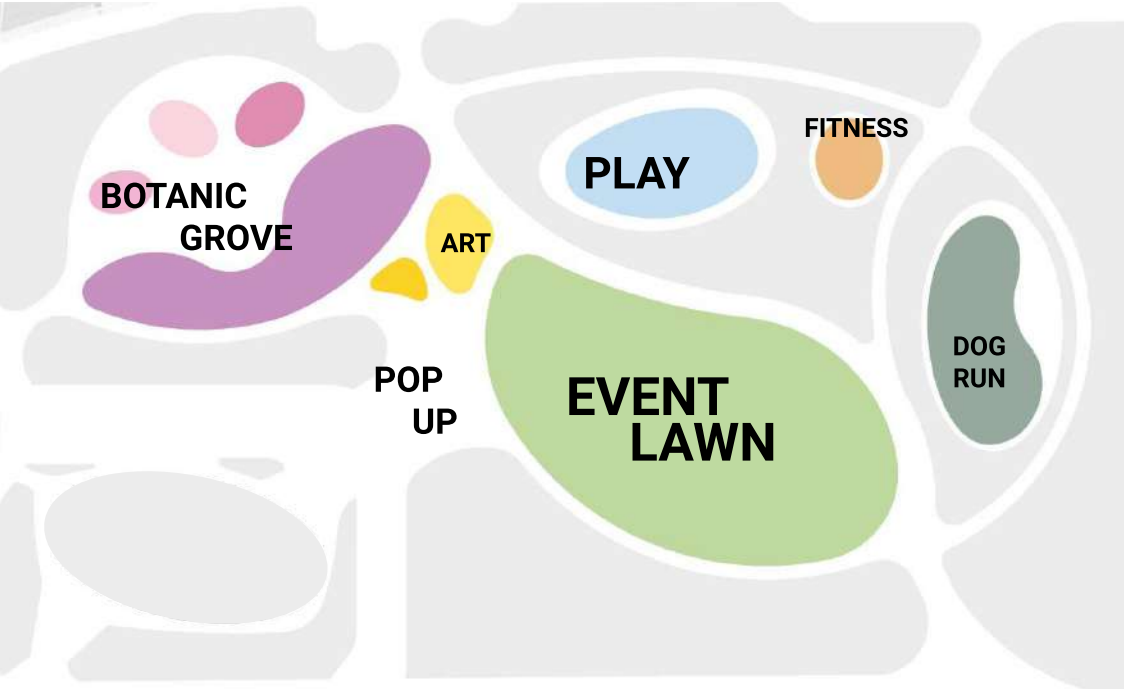 FITNESS
PLAY
BOTANIC
GROVE
ART
DOG
RUN
POP
UP
EVENT
LAWN